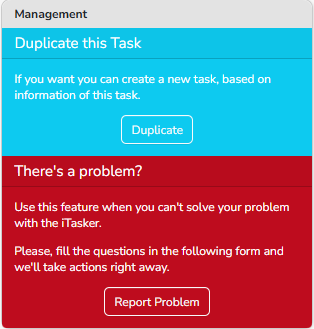 Management
Duplicate this Task
If you want you can create a new task, based on
information of this task.
Duplicate
There's a problem?
Use this feature when you can't solve your problem
with the iTasker.
Please, fill the questions in the following form and
we'll take actions right away.
Report Problem